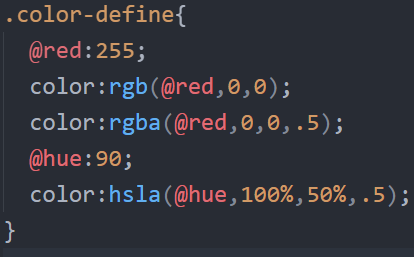 .color-define{
  @red:255;
  color:rgb(@red,0,0);
  color:rgba(@red,0,0,.5);
  @hue:90;
  color:hsla(@hue,100%,50%,.5);
}